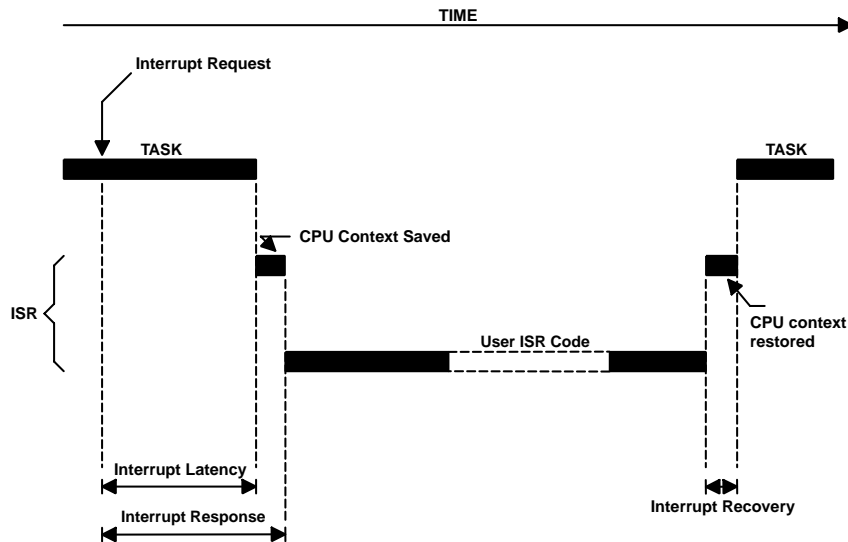 TIME
Interrupt Request
TASK
TASK
CPU Context Saved
ISR
CPU context
restored
User ISR Code
Interrupt Latency
Interrupt Recovery
Interrupt Response